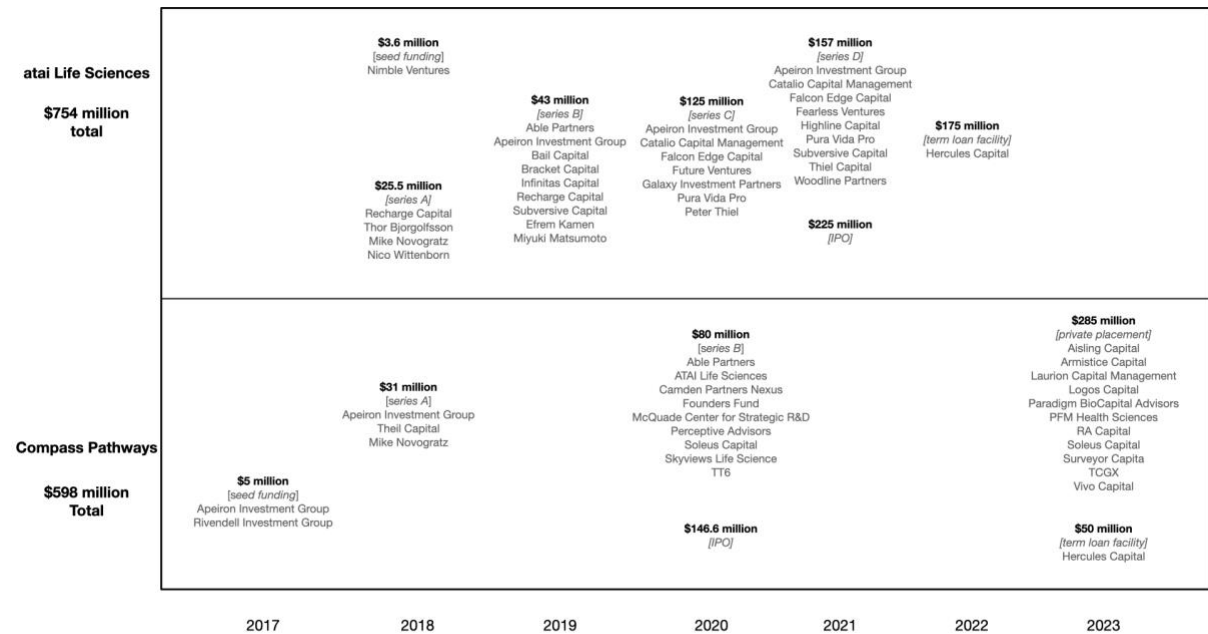 atai Life Sciences
$754 million
total
$3.6 million
[seed funding]
Nimble Ventures
$25.5 million
[series A]
Recharge Capital
Thor Bjorgolfsson
Mike Novogratz
Nico Wittenborn
$43 million
[series B]
Able Partners
Apeiron Investment Group
Bail Capital
Bracket Capital
Infinitas Capital
Recharge Capital
Subversive Capital
Efrem Kamen
Miyuki Matsumoto
$125 million
[series C]
Apeiron Investment Group
Catalio Capital Management
Falcon Edge Capital
Future Ventures
Galaxy Investment Partners
Pura Vida Pro
Peter Thiel
$157 million
[series D]
Apeiron Investment Group
Catalio Capital Management
Falcon Edge Capital
Fearless Ventures
Highline Capital
Pura Vida Pro
Subversive Capital
Thiel Capital
Woodline Partners
$225 million
[IPO]
$175 million
[term loan facility]
Hercules Capital
Compass Pathways
$598 million
Total
$5 million
[seed funding]
Apeiron Investment Group
Rivendell Investment Group
$31 million
[series A]
Apeiron Investment Group
Theil Capital
Mike Novogratz
$80 million
[series B]
Able Partners
ATAI Life Sciences
Camden Partners Nexus
Founders Fund
McQuade Center for Strategic R&D
Perceptive Advisors
Soleus Capital
Skyviews Life Science
TT6
$146.6 million
[IPO]
$285 million
[private placement]
Aisling Capital
Armistice Capital
Laurion Capital Management
Logos Capital
Paradigm BioCapital Advisors
PFM Health Sciences
RA Capital
Soleus Capital
Surveyor Capita
TCGX
Vivo Capital
$50 million
[term loan facility]
Hercules Capital
2017
2018
2019
2020
2021
2022
2023